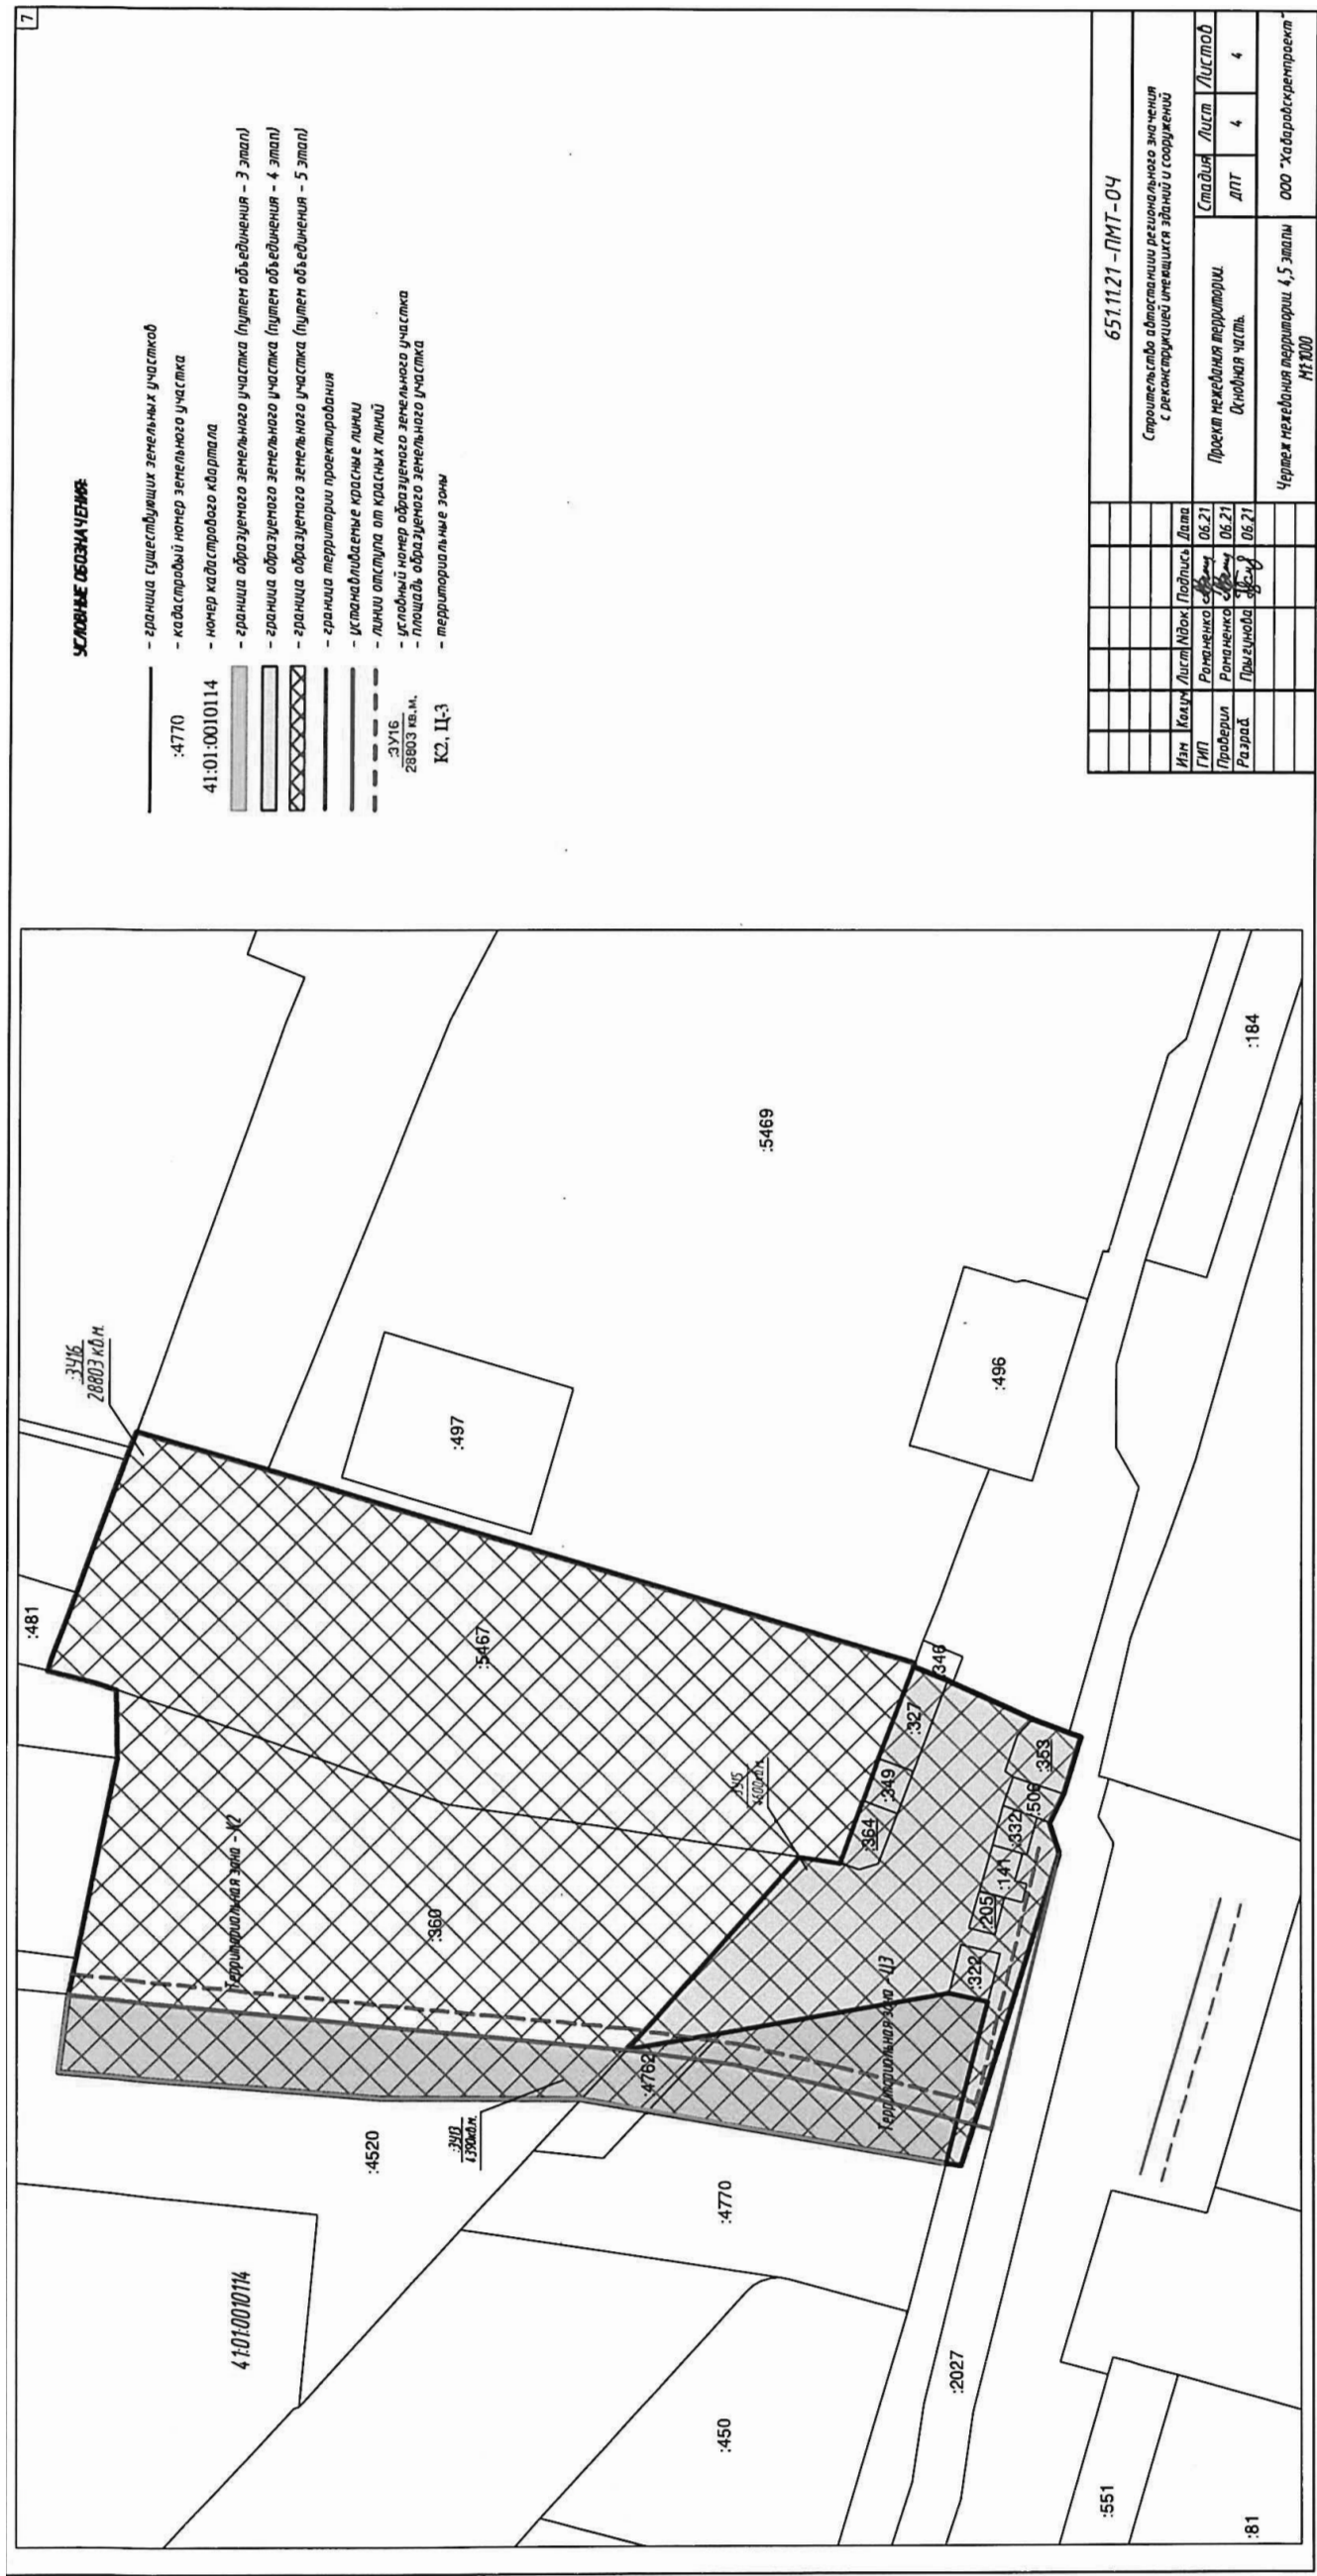 7
УСЛОВНЫЕ ОБОЗНАЧЕНИЯ:
- граница существующих земельных участков
:4770 - кадастровый номер земельного участка
41:01:0010114 - номер кадастрового квартала
- граница образуемого земельного участка (путем объединения - 3 этап)
- граница образуемого земельного участка (путем объединения - 4 этап)
- граница образуемого земельного участка (путем объединения - 5 этап)
- граница территории проектирования
- устанавливаемые красные линии
- линии отступа от красных линий
:ЗУ16 - условный номер образуемого земельного участка
28803 кв.м. - площадь образуемого земельного участка
К2, Ц-3 - территориальные зоны
:481
:ЗУ16
28803 кв.м.
41:01:0010114
:4520
Территориальная зона - К2
:360
:5467
:497
:5469
:ЗУ13
4390кв.м.
:4762
:ЗУ15
4600кв.м.
:450
:4770
Территориальная зона - Ц3
:364
:349
:327
:346
:496
:2027
:322
:205
:141
:332
:506
:353
:551
:81
:184
651.11.21 -ПМТ-ОЧ
Строительство автостанции регионального значения
с реконструкцией имеющихся зданий и сооружений
Изм Кол.уч Лист №док. Подпись Дата
ГИП Романенко 06.21
Проверил Романенко 06.21
Разраб. Прыгунова 06.21
Проект межевания территории.
Основная часть.
Стадия Лист Листов
ДПТ 4 4
Чертеж межевания территории 4,5 этапы
М1:1000
ООО "Хабаровскремпроект"